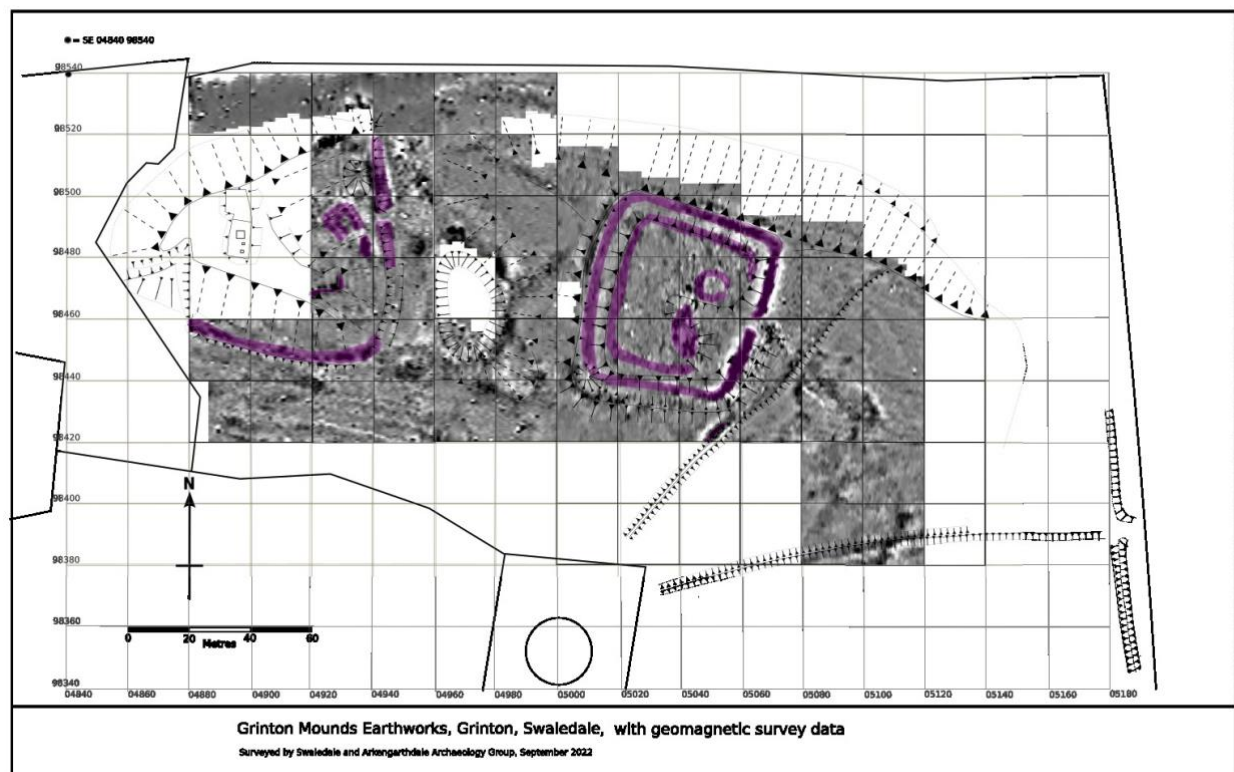 = SE 04840 98540
98540
98520
98500
98480
98460
98440
98420
98400
98380
98360
98340
N
0 20 40 60
Metres
04840 04860 04880 04900 04920 04940 04960 04980 05000 05020 05040 05060 05080 05100 05120 05140 05160 05180
Grinton Mounds Earthworks, Grinton, Swaledale, with geomagnetic survey data
Surveyed by Swaledale and Arkengarthdale Archaeology Group, September 2022